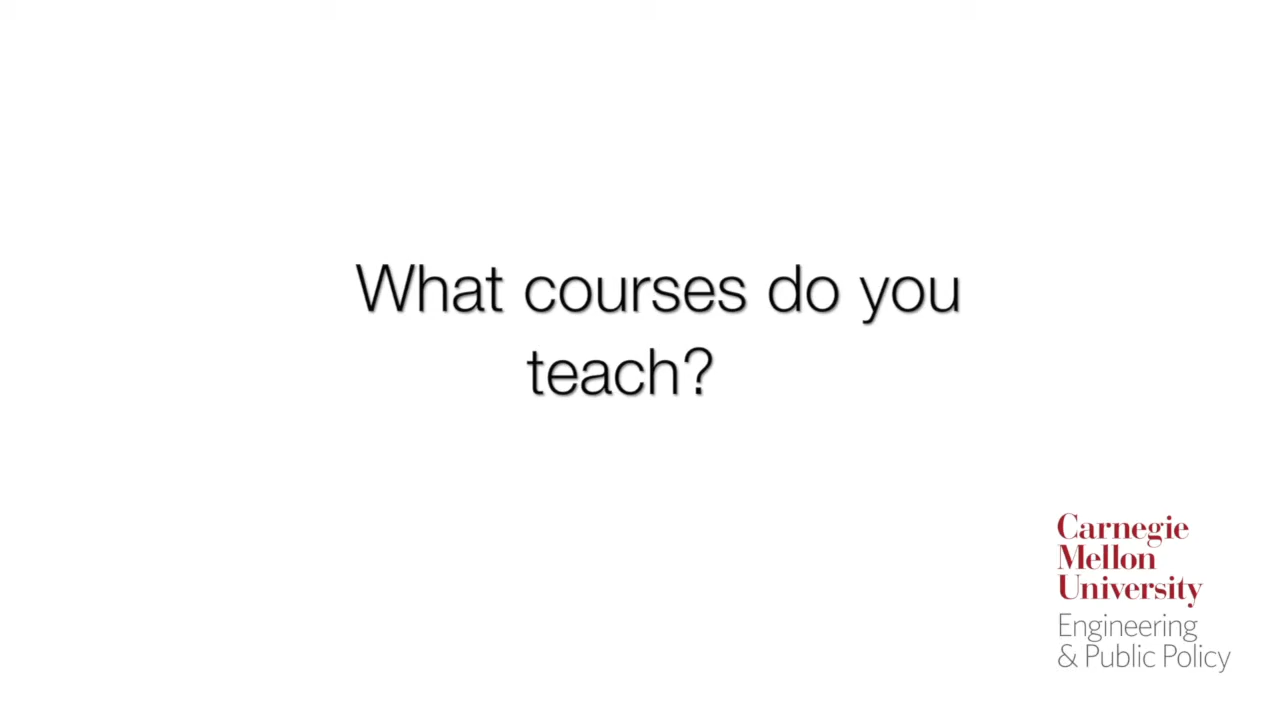 What courses do you
teach?
Carnegie
Mellon
University
Engineering
& Public Policy